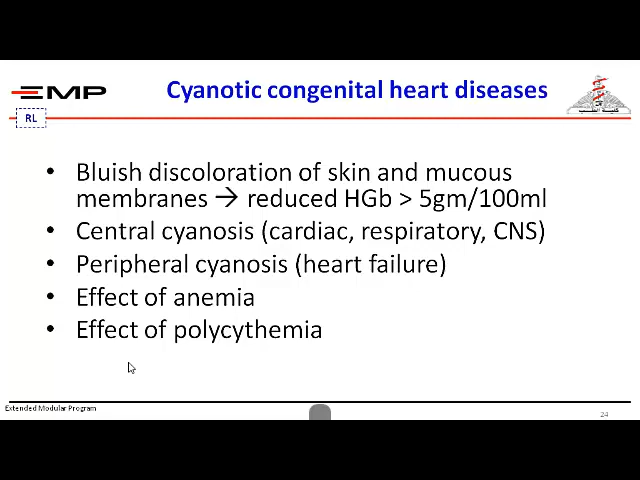 EMP
Cyanotic congenital heart diseases
RL
• Bluish discoloration of skin and mucous
membranes → reduced HGb > 5gm/100ml
• Central cyanosis (cardiac, respiratory, CNS)
• Peripheral cyanosis (heart failure)
• Effect of anemia
• Effect of polycythemia
Extended Modular Program
24